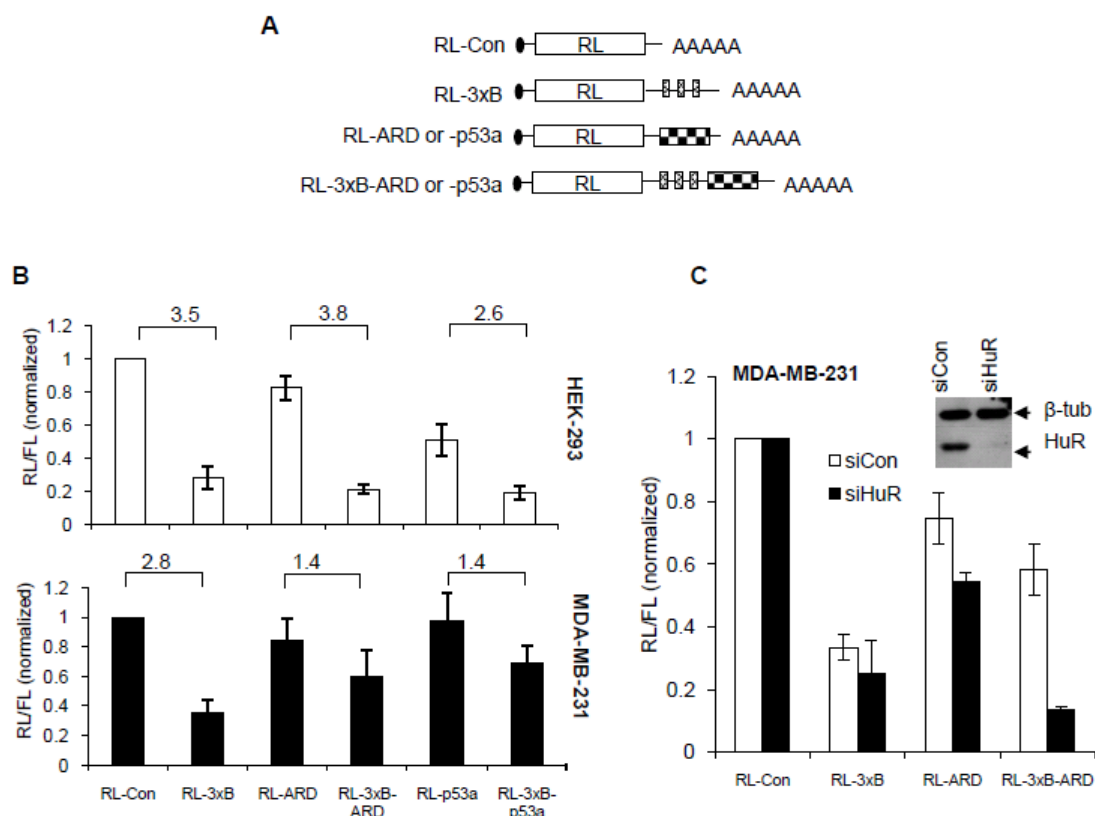 A
RL-Con RL AAAAA
RL-3xB RL AAAAA
RL-ARD or -p53a RL AAAAA
RL-3xB-ARD or -p53a RL AAAAA
B
3.5 3.8 2.6
RL/FL (normalized)
1.2
1
0.8
0.6
0.4
0.2
0
HEK-293
2.8 1.4 1.4
RL/FL (normalized)
1.2
1
0.8
0.6
0.4
0.2
0
MDA-MB-231
RL-Con RL-3xB RL-ARD RL-3xB-ARD RL-p53a RL-3xB-p53a
C
MDA-MB-231
siCon siHuR
β-tub
HuR
siCon
siHuR
RL/FL (normalized)
1.2
1
0.8
0.6
0.4
0.2
0
RL-Con RL-3xB RL-ARD RL-3xB-ARD